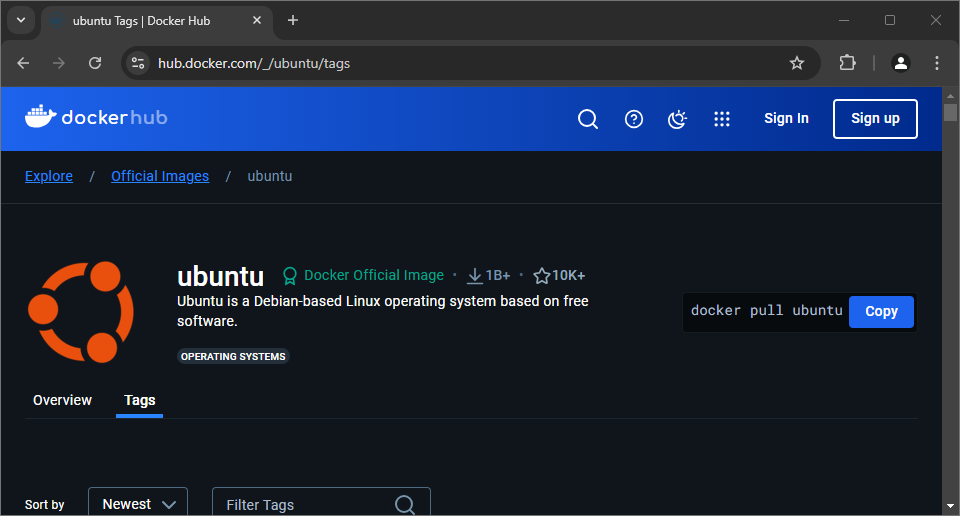 ubuntu Tags | Docker Hub
hub.docker.com/_/ubuntu/tags
dockerhub
Sign In
Sign up
Explore / Official Images / ubuntu
ubuntu Docker Official Image • 1B+ • 10K+
Ubuntu is a Debian-based Linux operating system based on free
software.
docker pull ubuntu
Copy
OPERATING SYSTEMS
Overview
Tags
Sort by
Newest
Filter Tags